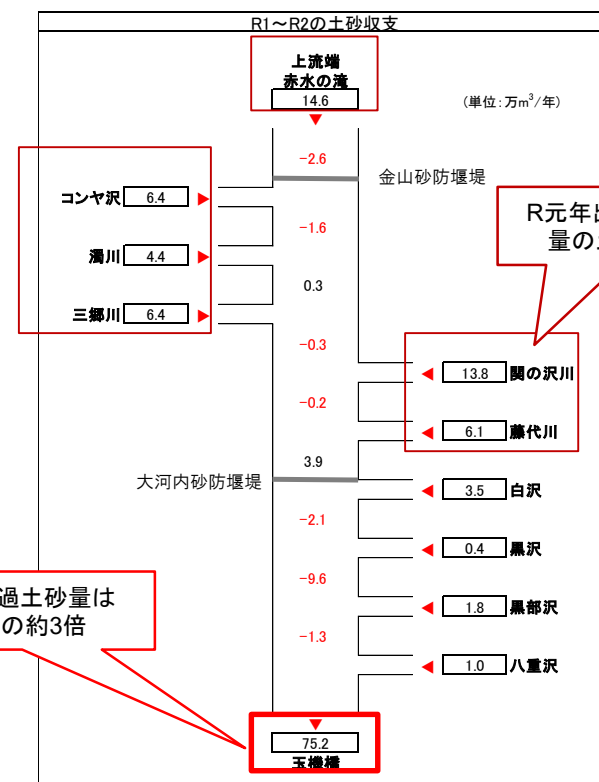 R1～R2の土砂収支
上流端
赤水の滝
14.6
(単位：万m³/年)
-2.6
金山砂防堰堤
コンヤ沢 6.4
-1.6
R元年出
量の土
濁川 4.4
0.3
三郷川 6.4
-0.3
13.8 関の沢川
-0.2
6.1 藤代川
3.9
大河内砂防堰堤
3.5 白沢
-2.1
0.4 黒沢
-9.6
過土砂量は
の約3倍
1.8 黒部沢
-1.3
1.0 八重沢
75.2
玉機橋